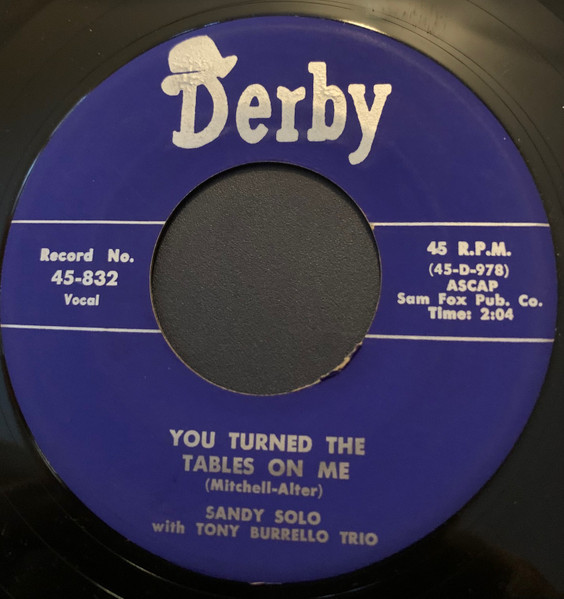 Derby
Record No.
45-832
Vocal
45 R.P.M.
(45-D-978)
ASCAP
Sam Fox Pub. Co.
Time: 2:04
YOU TURNED THE
TABLES ON ME
(Mitchell-Alter)
SANDY SOLO
with TONY BURRELLO TRIO